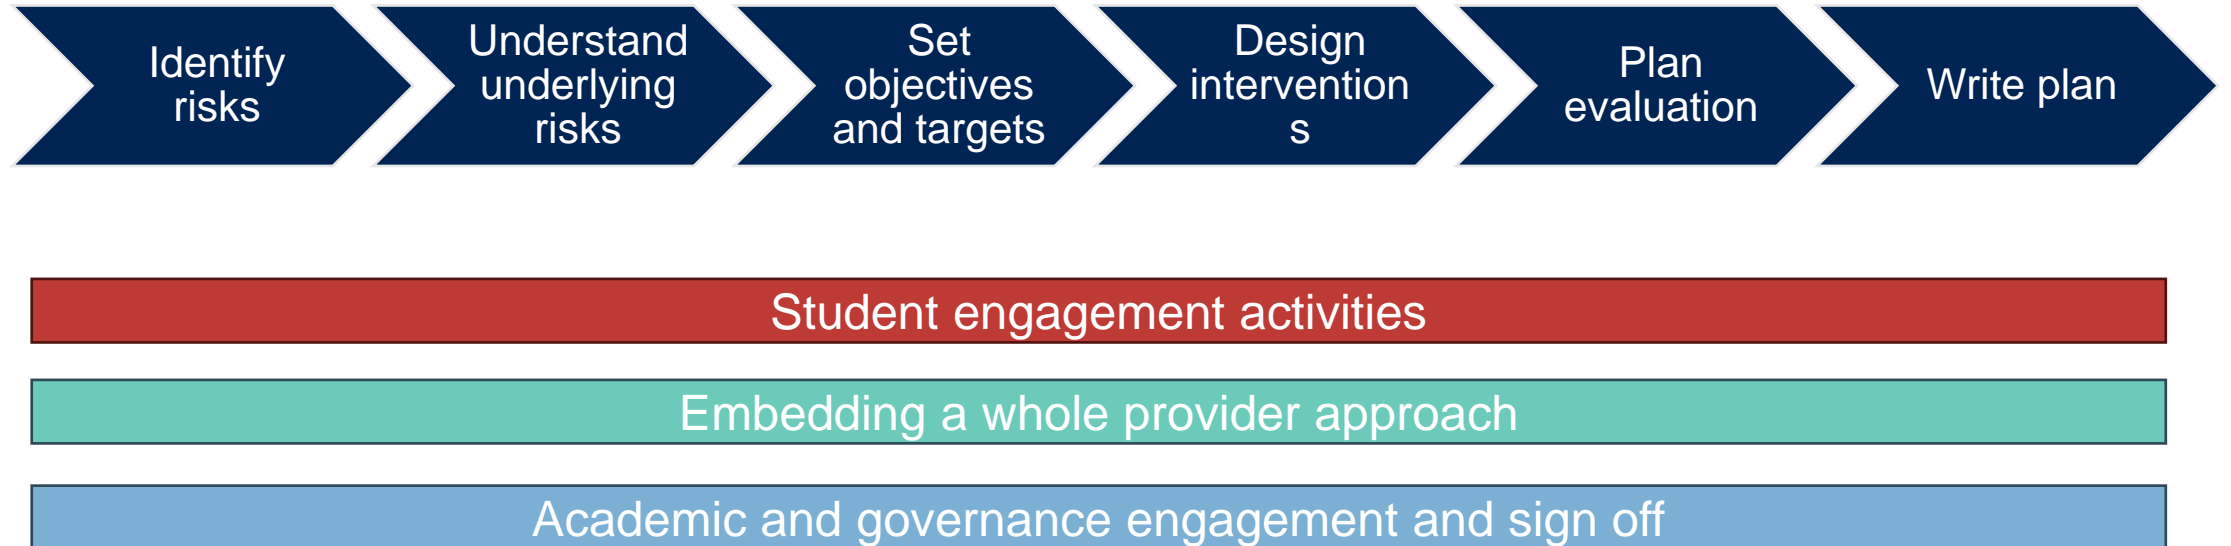 Identify
risks
Understand
underlying
risks
Set
objectives
and targets
Design
intervention
s
Plan
evaluation
Write plan
Student engagement activities
Embedding a whole provider approach
Academic and governance engagement and sign off